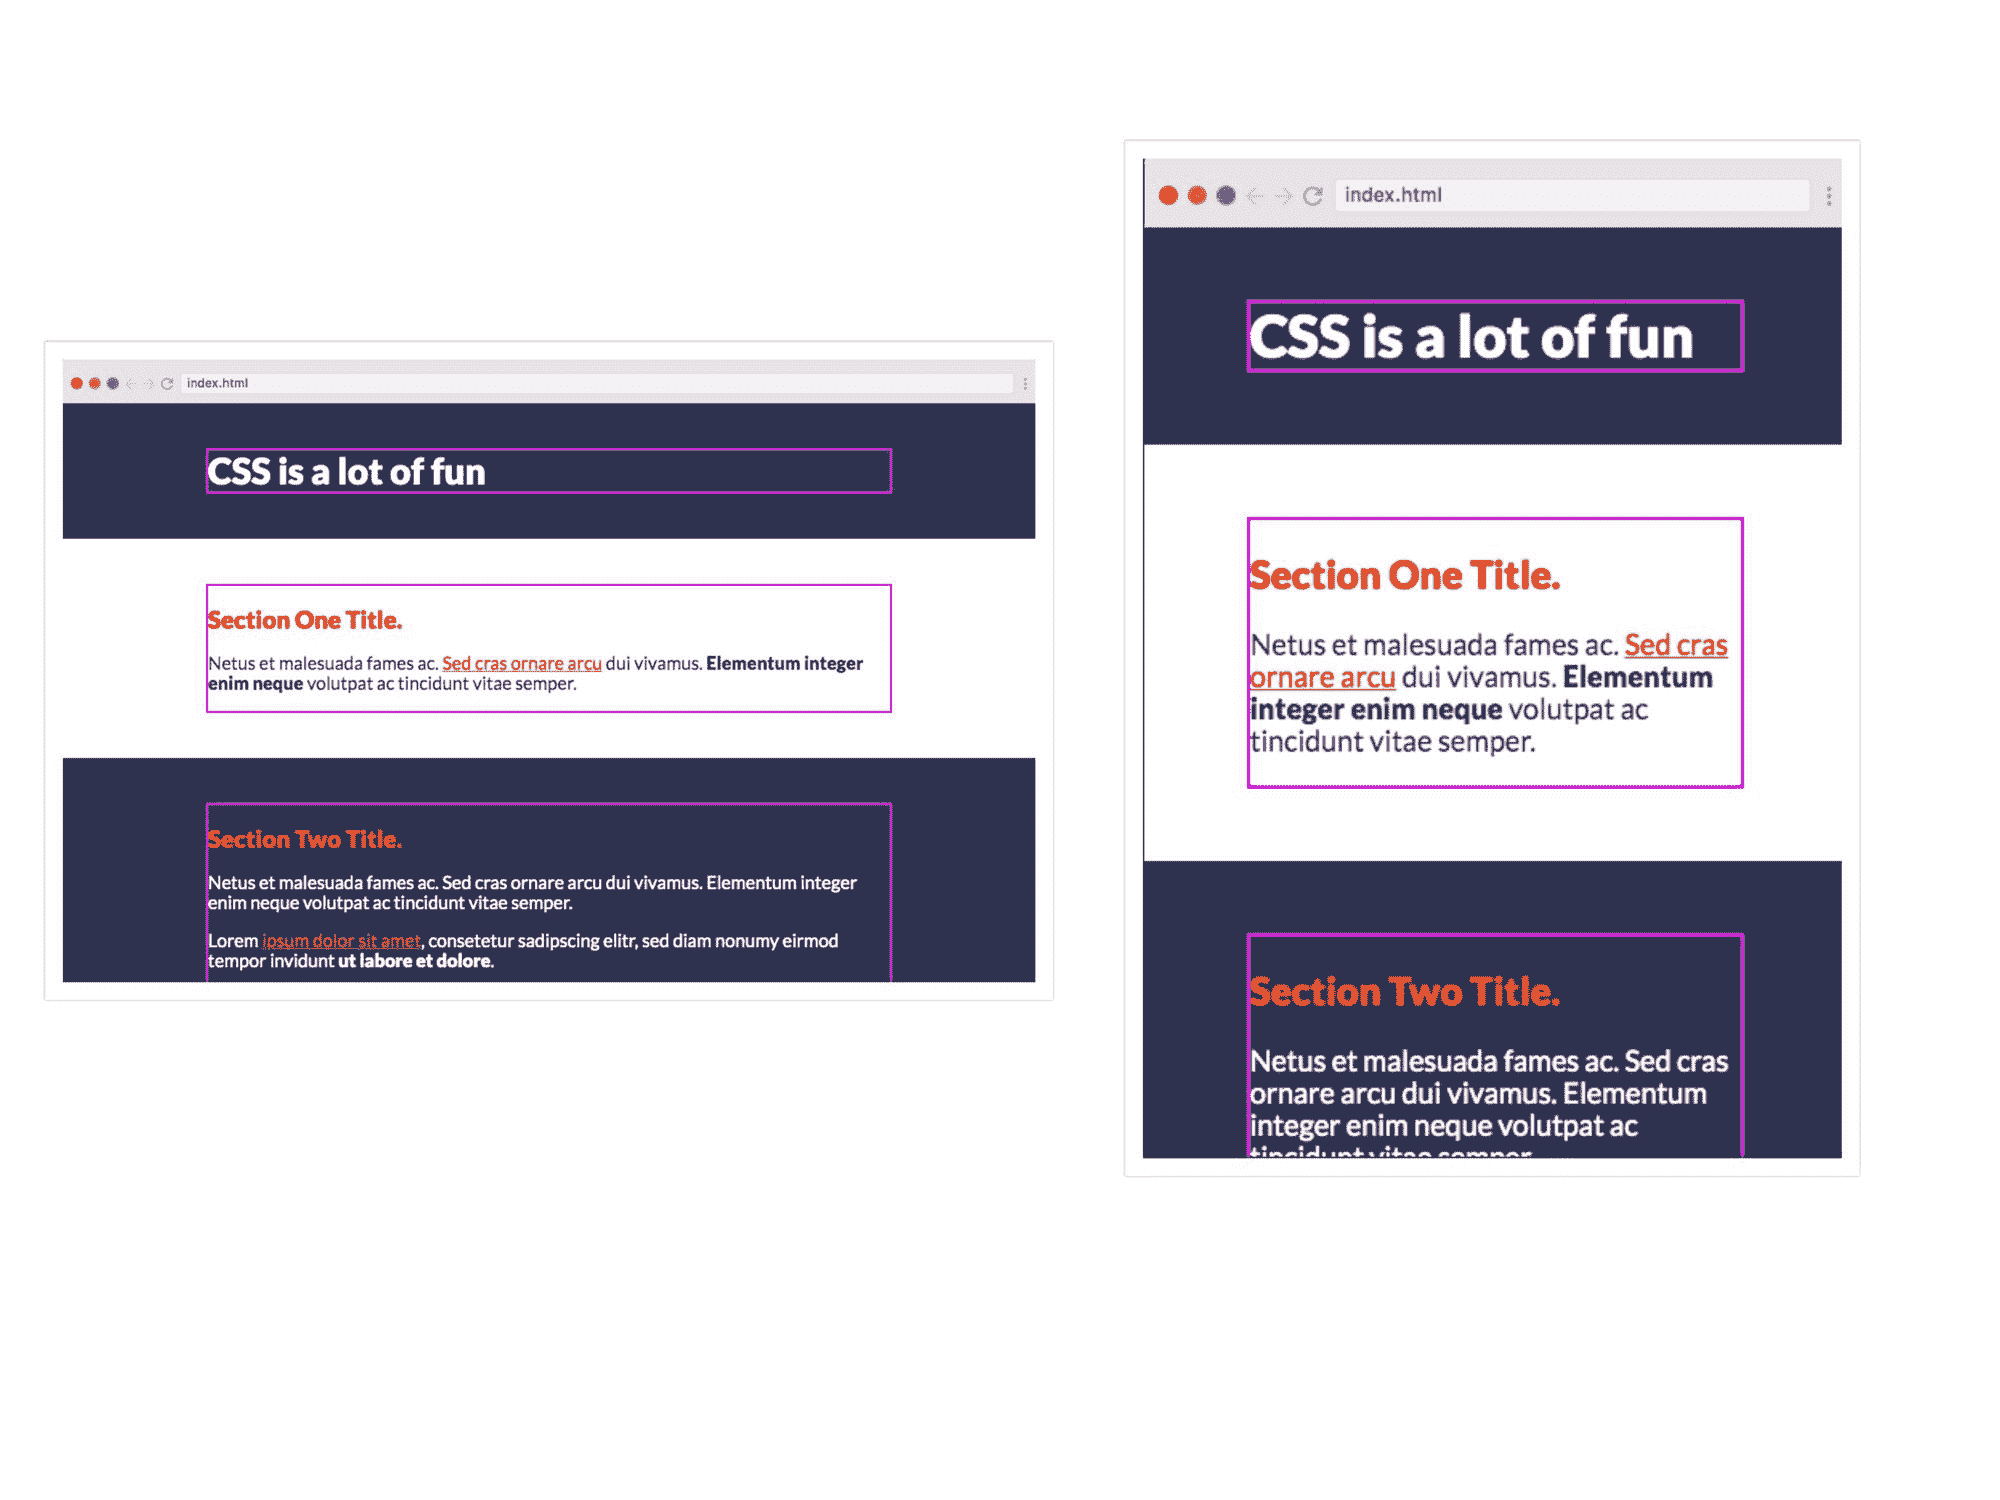 index.html
CSS is a lot of fun
Section One Title.
Netus et malesuada fames ac. Sed cras ornare arcu dui vivamus. Elementum integer
enim neque volutpat ac tincidunt vitae semper.
Section Two Title.
Netus et malesuada fames ac. Sed cras ornare arcu dui vivamus. Elementum integer
enim neque volutpat ac tincidunt vitae semper.
Lorem ipsum dolor sit amet, consetetur sadipscing elitr, sed diam nonumy eirmod
tempor invidunt ut labore et dolore.
index.html
CSS is a lot of fun
Section One Title.
Netus et malesuada fames ac. Sed cras
ornare arcu dui vivamus. Elementum
integer enim neque volutpat ac
tincidunt vitae semper.
Section Two Title.
Netus et malesuada fames ac. Sed cras
ornare arcu dui vivamus. Elementum
integer enim neque volutpat ac
tincidunt vitae semper.